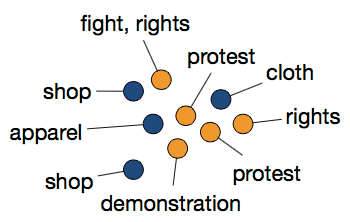 fight, rights
protest
cloth
shop
rights
apparel
protest
shop
demonstration